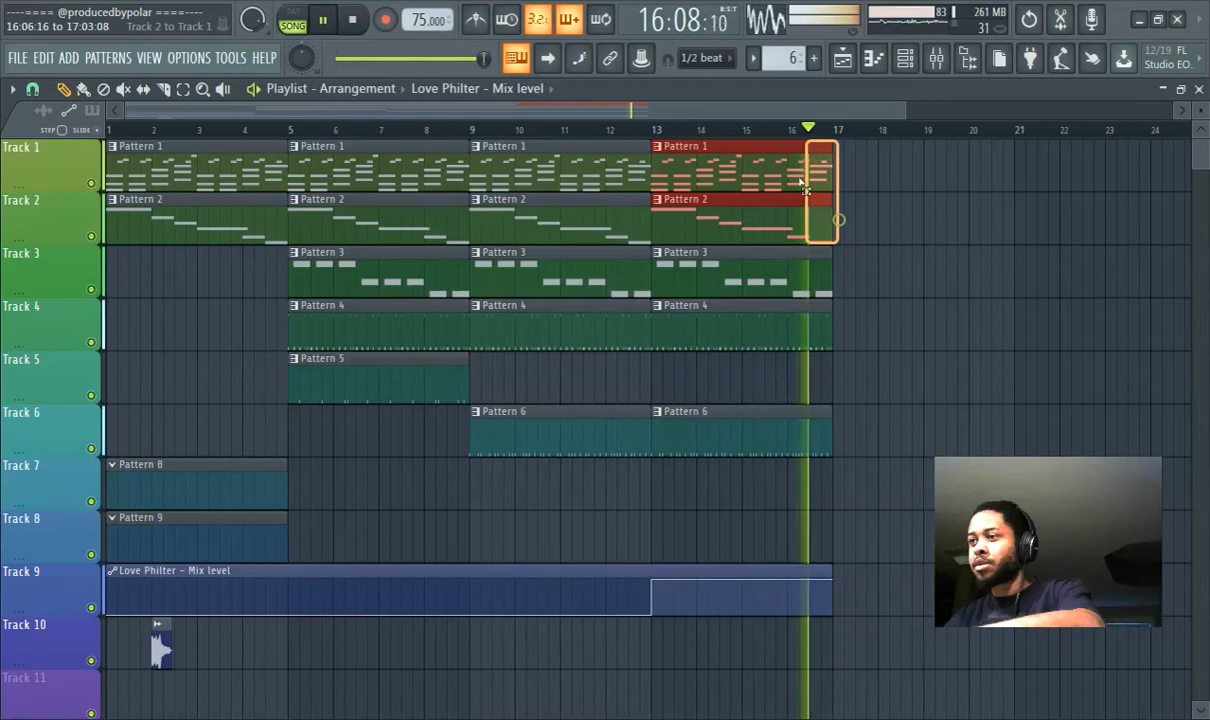 ----==== @producedbypolar ====----
6:06:16 to 17:03:08 Track 2 to Track 1
PAT
SONG
75.000
3.2.
16:08:10
83
261 MB
31
FILE EDIT ADD PATTERNS VIEW OPTIONS TOOLS HELP
1/2 beat
6
12/19 FL
Studio EO..
Playlist - Arrangement Love Philter - Mix level
STEP SLIDE
1 2 3 4 5 6 7 8 9 10 11 12 13 14 15 16 17 18 19 20 21 22 23 24
Track 1 Pattern 1 Pattern 1 Pattern 1 Pattern 1
Track 2 Pattern 2 Pattern 2 Pattern 2 Pattern 2
Track 3 Pattern 3 Pattern 3 Pattern 3
Track 4 Pattern 4 Pattern 4 Pattern 4
Track 5 Pattern 5
Track 6 Pattern 6 Pattern 6
Track 7 Pattern 8
Track 8 Pattern 9
Track 9 Love Philter - Mix level
Track 10
Track 11